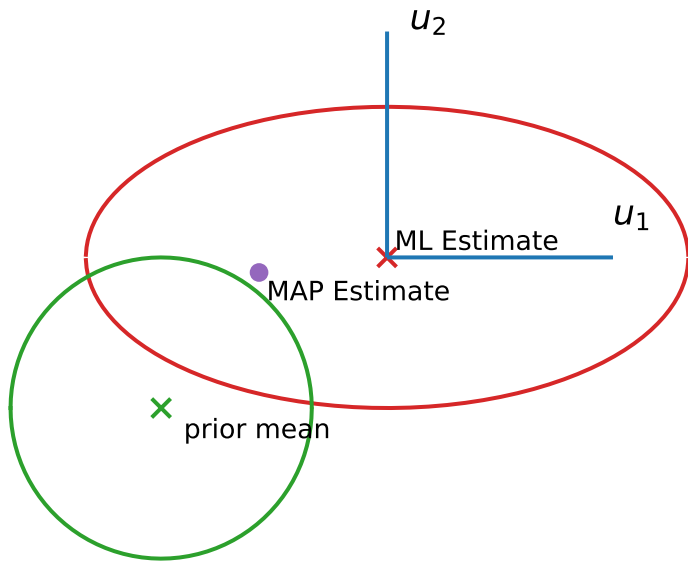 u₂
u₁
ML Estimate
MAP Estimate
prior mean